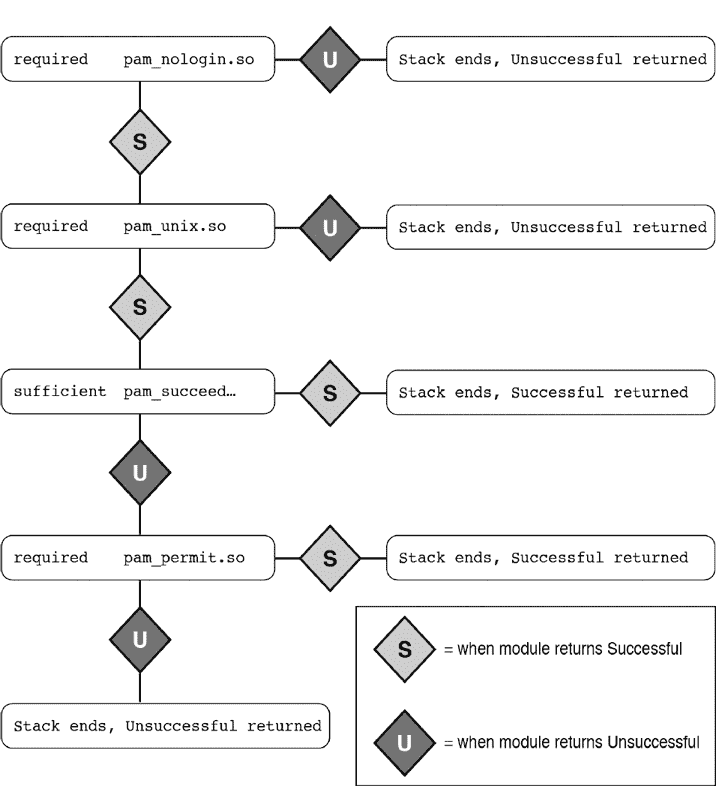 required pam_nologin.so U Stack ends, Unsuccessful returned
S
required pam_unix.so U Stack ends, Unsuccessful returned
S
sufficient pam_succeed… S Stack ends, Successful returned
U
required pam_permit.so S Stack ends, Successful returned
U
Stack ends, Unsuccessful returned
S = when module returns Successful
U = when module returns Unsuccessful